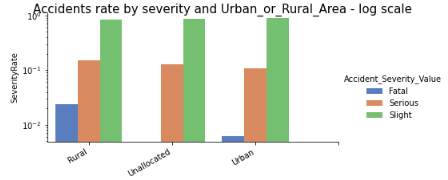 Accidents rate by severity and Urban_or_Rural_Area - log scale
10⁰
10⁻¹
10⁻²
SeverityRate
Rural
Unallocated
Urban
Accident_Severity_Value
Fatal
Serious
Slight